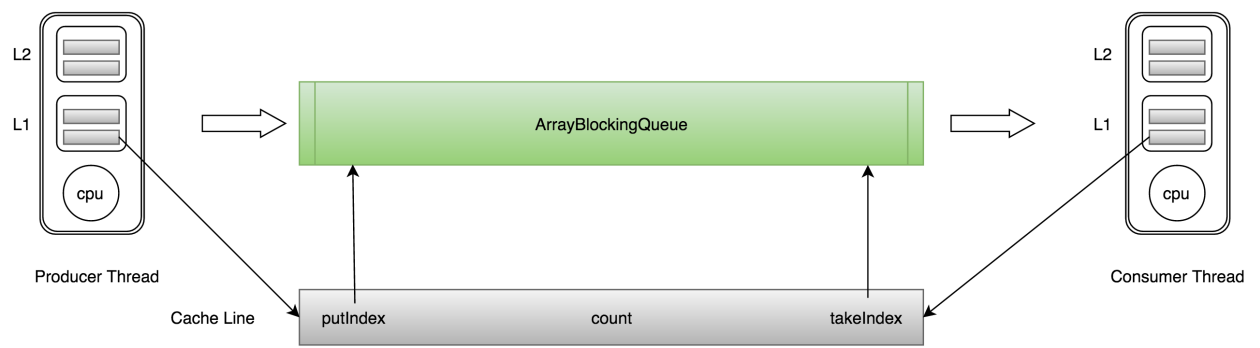 L2
L2
L1
ArrayBlockingQueue
L1
cpu
cpu
Producer Thread
Consumer Thread
Cache Line
putIndex
count
takeIndex